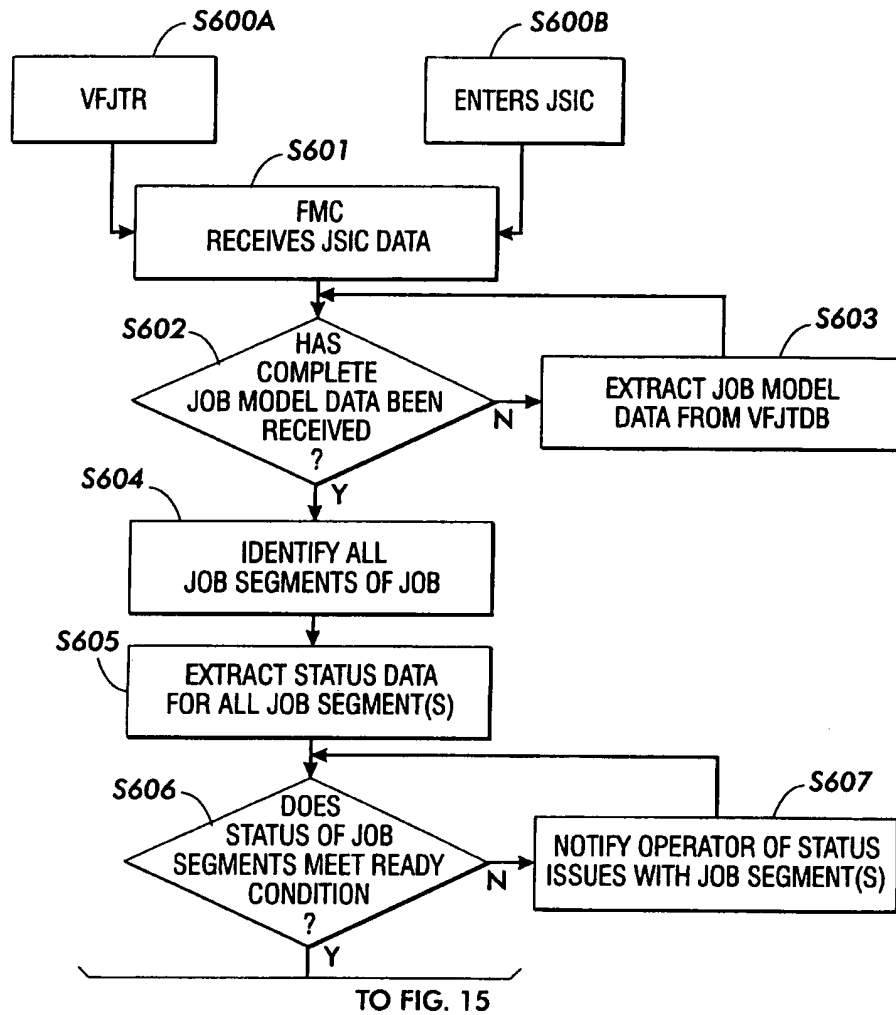 S600A
VFJTR
S600B
ENTERS JSIC
S601
FMC
RECEIVES JSIC DATA
S602
HAS
COMPLETE
JOB MODEL DATA BEEN
RECEIVED
?
N
Y
S603
EXTRACT JOB MODEL
DATA FROM VFJTDB
S604
IDENTIFY ALL
JOB SEGMENTS OF JOB
S605
EXTRACT STATUS DATA
FOR ALL JOB SEGMENT(S)
S606
DOES
STATUS OF JOB
SEGMENTS MEET READY
CONDITION
?
N
Y
S607
NOTIFY OPERATOR OF STATUS
ISSUES WITH JOB SEGMENT(S)
TO FIG. 15